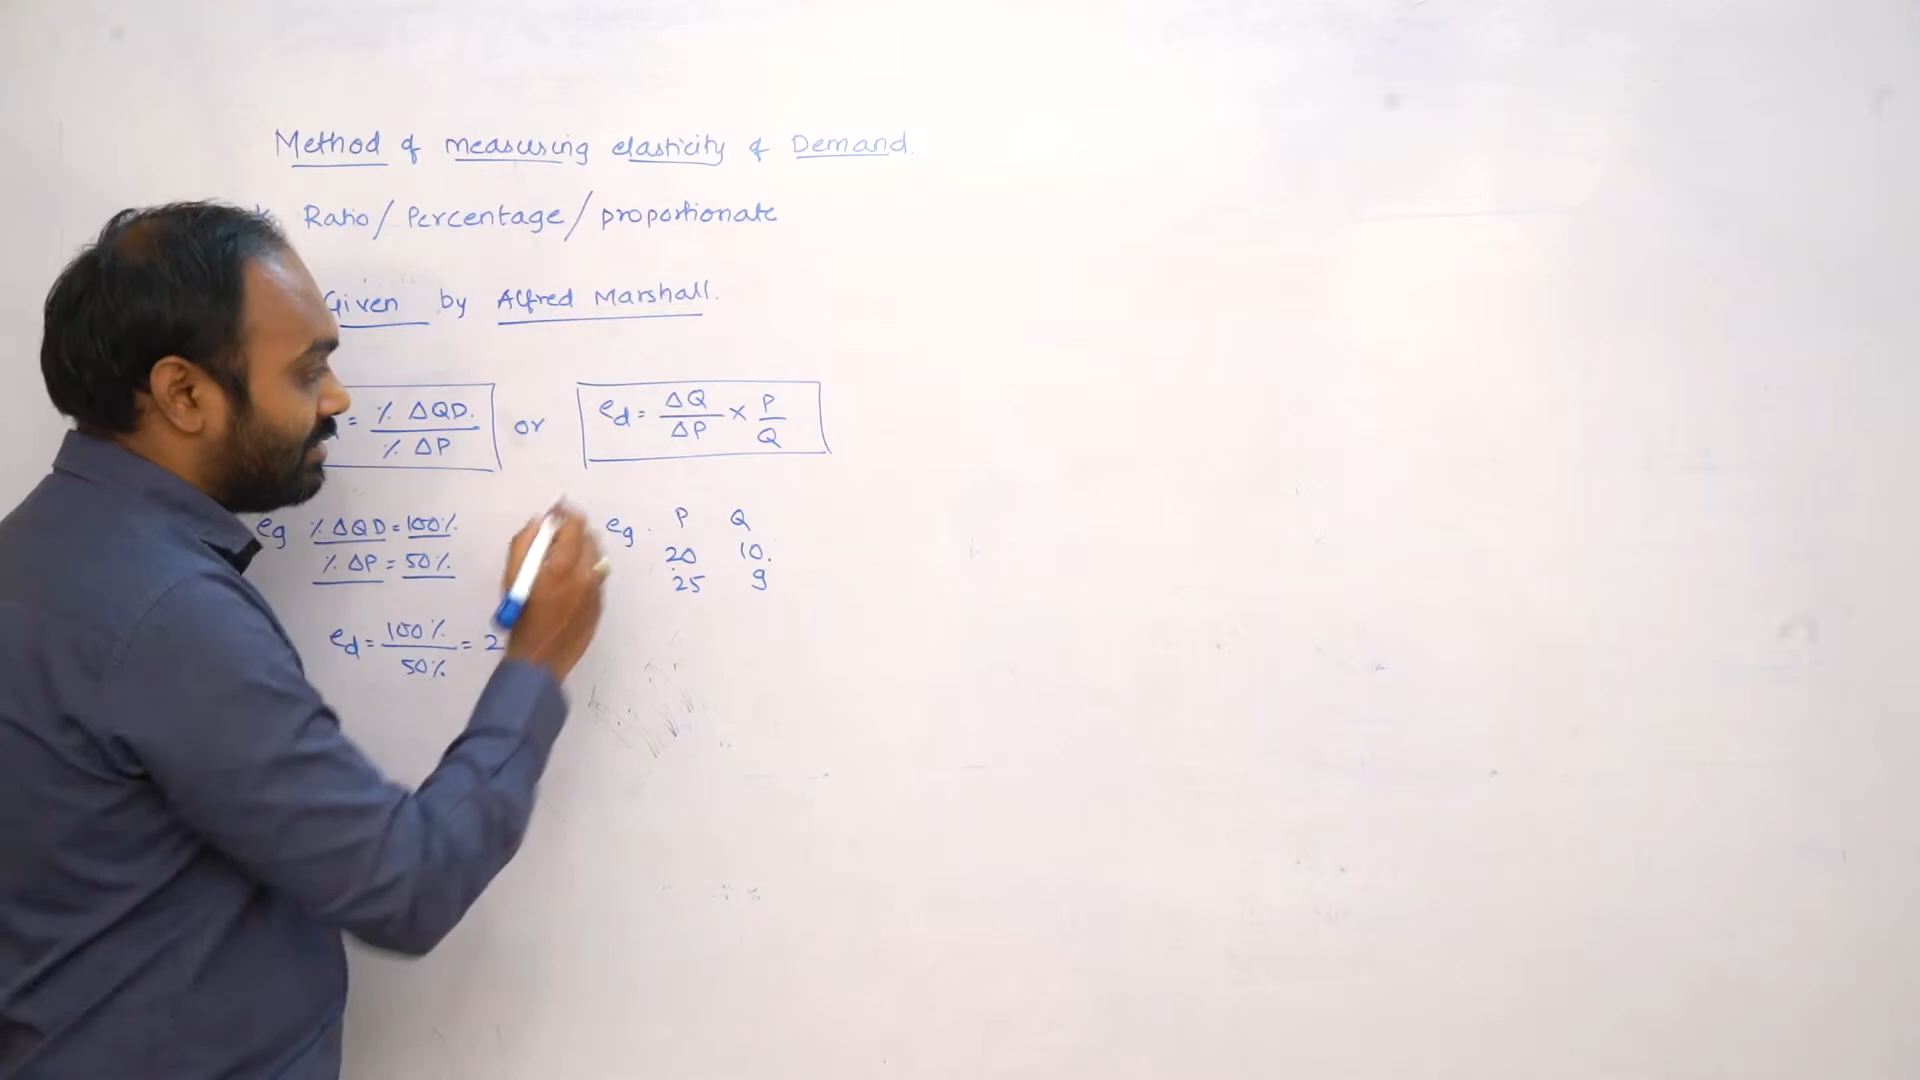 Method of measuring elasticity of Demand.
Ratio/Percentage/proportionate
Given by Alfred Marshall.
= % ΔQD. / % ΔP or ed = ΔQ / ΔP × P / Q
eg % ΔQD = 100%.
% ΔP = 50%.
ed = 100% / 50% = 2
eg. P Q
20 10.
25 9